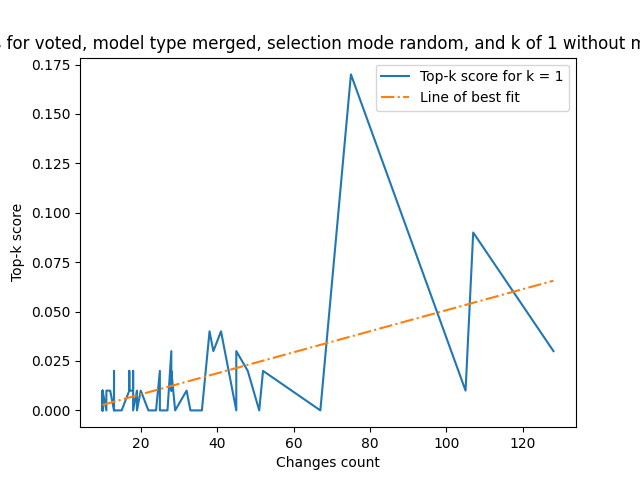 for voted, model type merged, selection mode random, and k of 1 without
Top-k score for k = 1
Line of best fit
0.175
0.150
0.125
0.100
0.075
0.050
0.025
0.000
Top-k score
20 40 60 80 100 120
Changes count